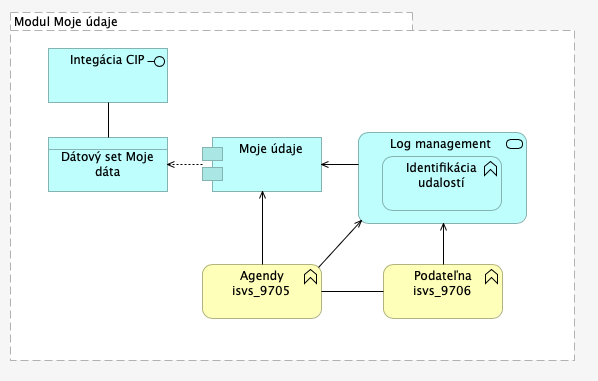 Modul Moje údaje
Integácia CIP
Dátový set Moje
dáta
Moje údaje
Log management
Identifikácia
udalostí
Agendy
isvs_9705
Podateľna
isvs_9706